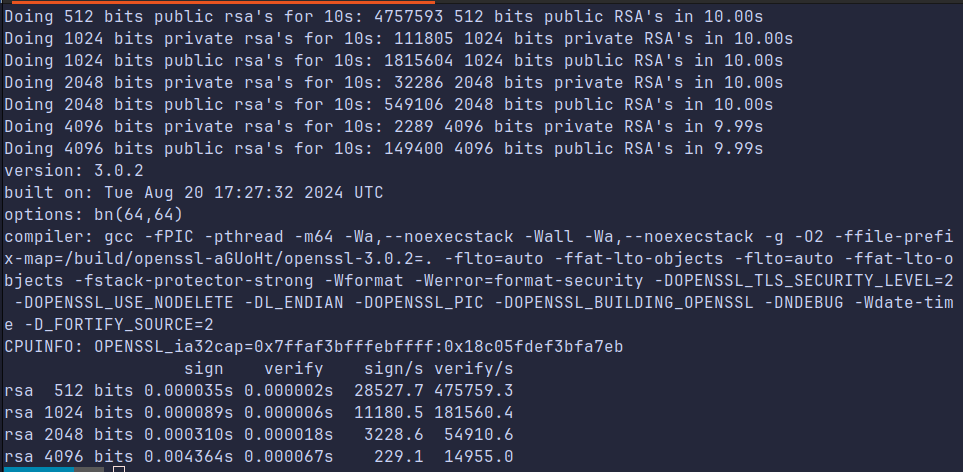 Doing 512 bits public rsa's for 10s: 4757593 512 bits public RSA's in 10.00s
Doing 1024 bits private rsa's for 10s: 111805 1024 bits private RSA's in 10.00s
Doing 1024 bits public rsa's for 10s: 1815604 1024 bits public RSA's in 10.00s
Doing 2048 bits private rsa's for 10s: 32286 2048 bits private RSA's in 10.00s
Doing 2048 bits public rsa's for 10s: 549106 2048 bits public RSA's in 10.00s
Doing 4096 bits private rsa's for 10s: 2289 4096 bits private RSA's in 9.99s
Doing 4096 bits public rsa's for 10s: 149400 4096 bits public RSA's in 9.99s
version: 3.0.2
built on: Tue Aug 20 17:27:32 2024 UTC
options: bn(64,64)
compiler: gcc -fPIC -pthread -m64 -Wa,--noexecstack -Wall -Wa,--noexecstack -g -O2 -ffile-prefi
x-map=/build/openssl-aGUoHt/openssl-3.0.2=. -flto=auto -ffat-lto-objects -flto=auto -ffat-lto-o
bjects -fstack-protector-strong -Wformat -Werror=format-security -DOPENSSL_TLS_SECURITY_LEVEL=2
 -DOPENSSL_USE_NODELETE -DL_ENDIAN -DOPENSSL_PIC -DOPENSSL_BUILDING_OPENSSL -DNDEBUG -Wdate-tim
e -D_FORTIFY_SOURCE=2
CPUINFO: OPENSSL_ia32cap=0x7ffaf3bfffebffff:0x18c05fdef3bfa7eb
                  sign    verify    sign/s verify/s
rsa  512 bits 0.000035s 0.000002s  28527.7 475759.3
rsa 1024 bits 0.000089s 0.000006s  11180.5 181560.4
rsa 2048 bits 0.000310s 0.000018s   3228.6  54910.6
rsa 4096 bits 0.004364s 0.000067s    229.1  14955.0